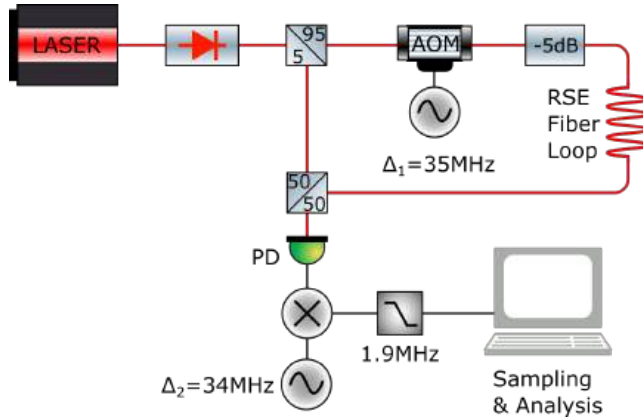 LASER
95
5
AOM
-5dB
RSE
Fiber
Loop
Δ₁=35MHz
50
50
PD
1.9MHz
Δ₂=34MHz
Sampling
& Analysis